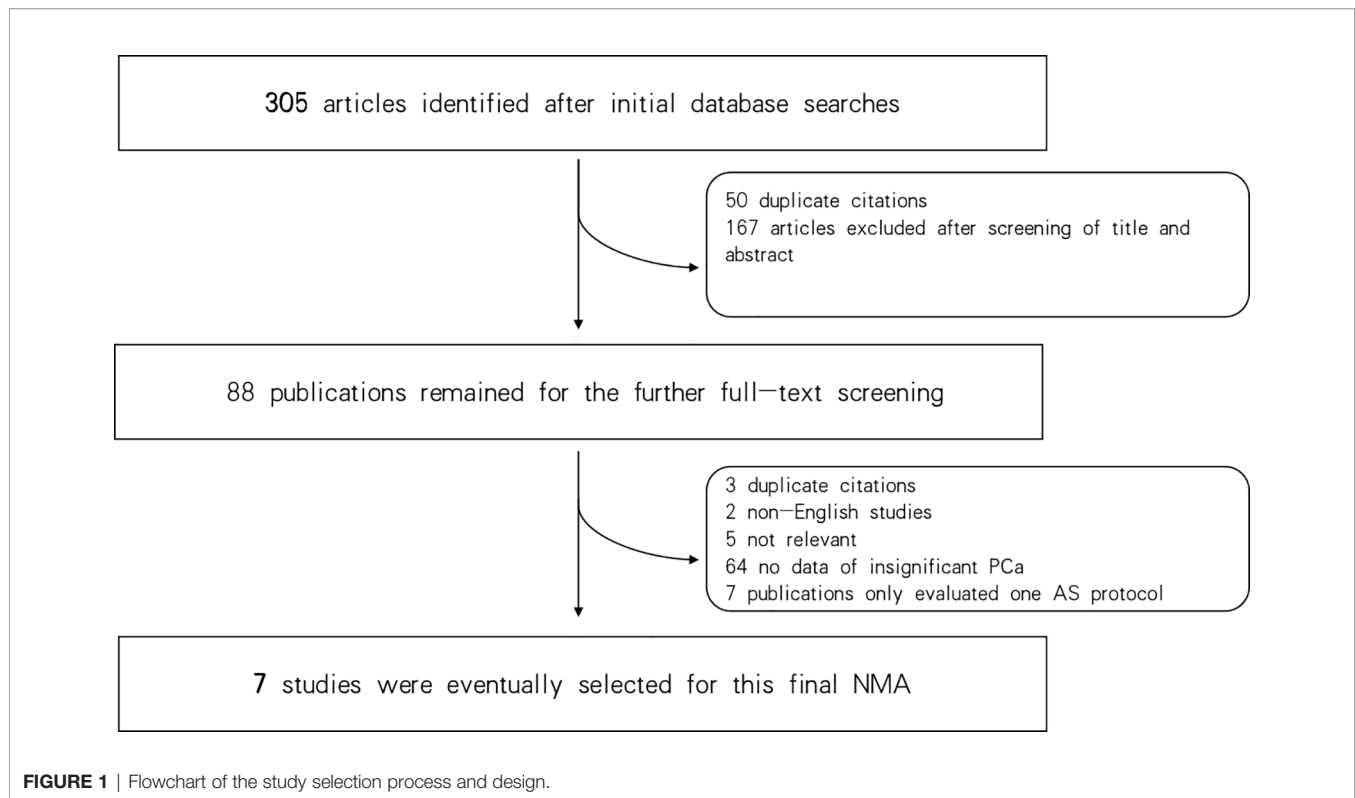 305 articles identified after initial database searches
50 duplicate citations
167 articles excluded after screening of title and
abstract
88 publications remained for the further full-text screening
3 duplicate citations
2 non-English studies
5 not relevant
64 no data of insignificant PCa
7 publications only evaluated one AS protocol
7 studies were eventually selected for this final NMA
FIGURE 1 | Flowchart of the study selection process and design.